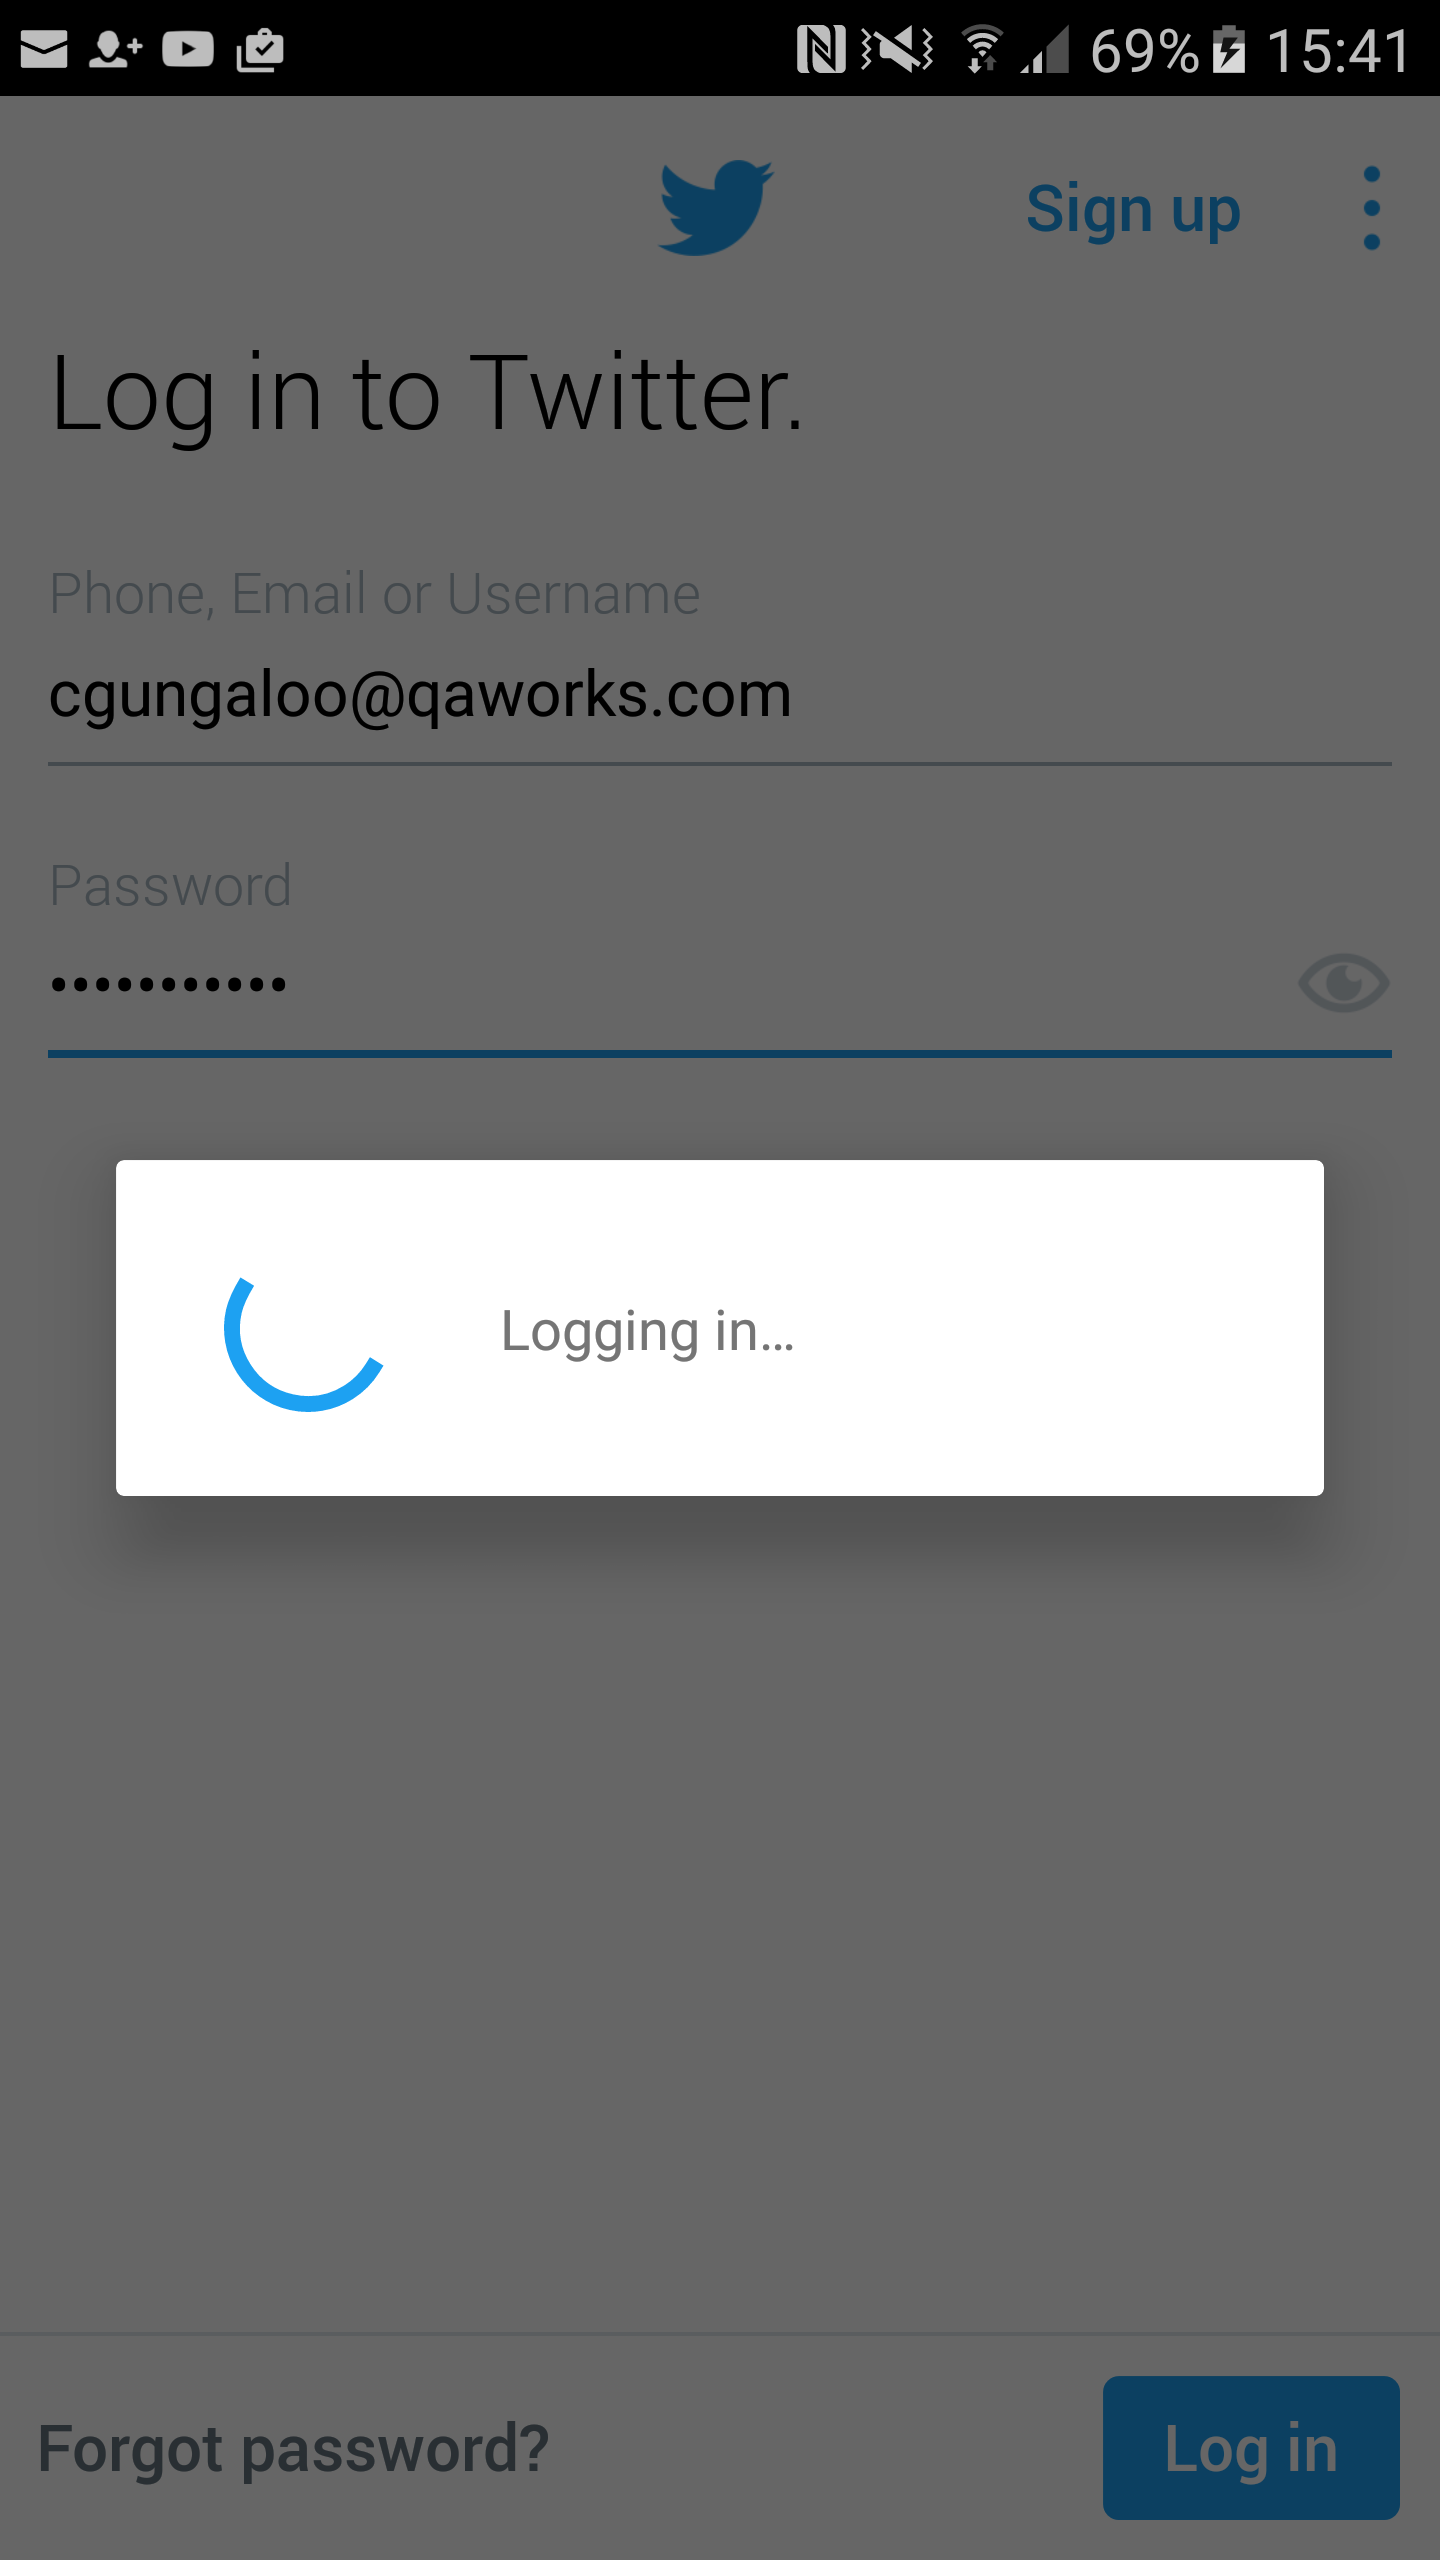 69% 15:41
Sign up
Log in to Twitter.
Phone, Email or Username
cgungaloo@qaworks.com
Password
•••••••••••
Logging in...
Forgot password?
Log in